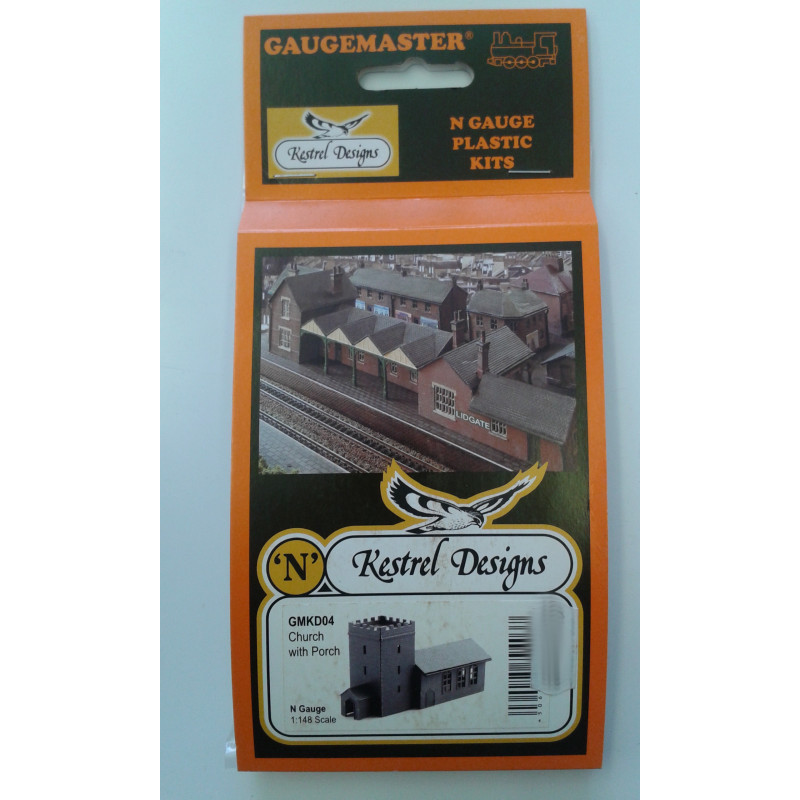 GAUGEMASTER®
Kestrel Designs
N GAUGE
PLASTIC
KITS
LIDGATE
'N'
Kestrel Designs
GMKD04
Church
with Porch
N Gauge
1:148 Scale